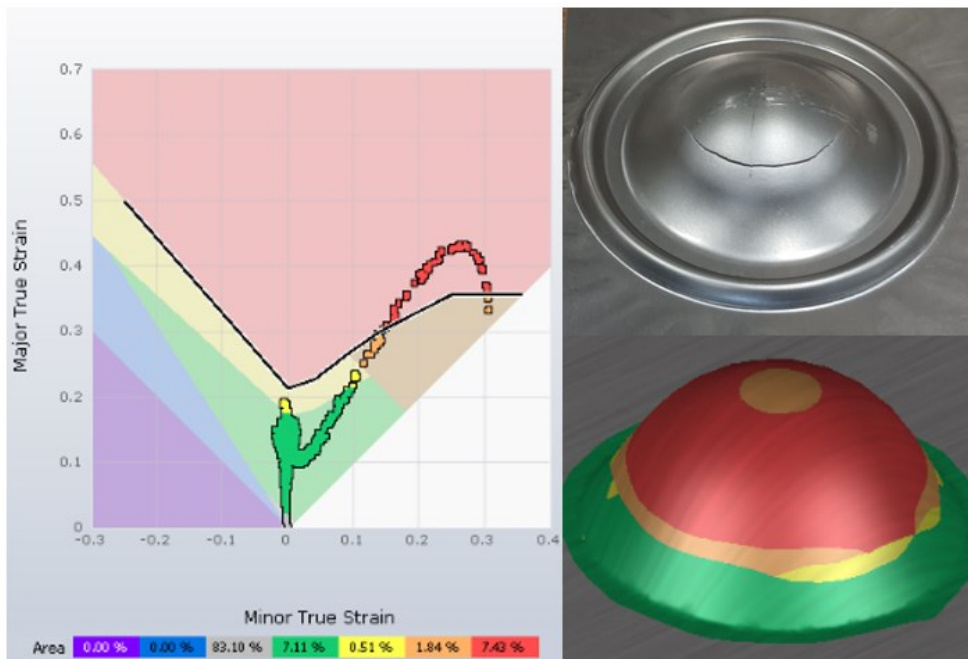 0.7
0.6
0.5
0.4
0.3
0.2
0.1
0
-0.3 -0.2 -0.1 0 0.1 0.2 0.3 0.4
Major True Strain
Minor True Strain
Area 0.00 % 0.00 % 83.10 % 7.11 % 0.51 % 1.84 % 7.43 %